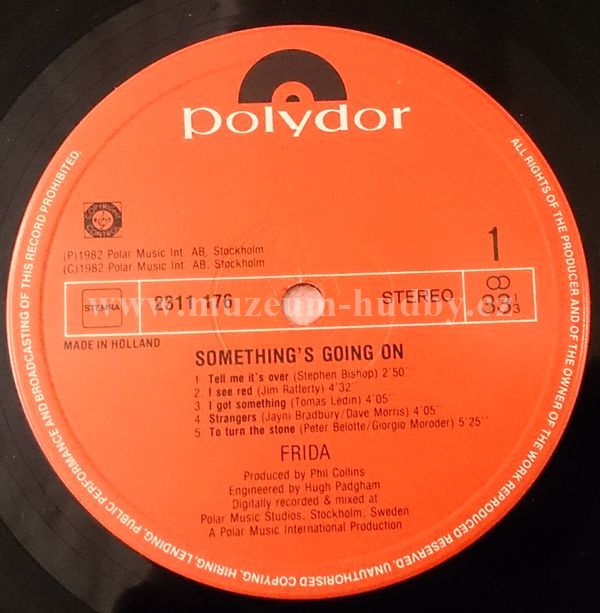 polydor
COPYRIGHT CONTROL
1
(P)1982 Polar Music Int. AB, Stockholm
(C)1982 Polar Music Int. AB, Stockholm
STEMRA
2311 176
STEREO
33 1/3
www.muzeum-hudby.cz
MADE IN HOLLAND
SOMETHING'S GOING ON
1 Tell me it's over (Stephen Bishop) 2'50''
2. I see red (Jim Rafferty) 4'32''
3 I got something (Tomas Ledin) 4'05''
4 Strangers (Jayni Bradbury/Dave Morris) 4'05''
5 To turn the stone (Peter Belotte/Giorgio Moroder) 5'25''
FRIDA
Produced by Phil Collins
Engineered by Hugh Padgham
Digitally recorded & mixed at
Polar Music Studios, Stockholm, Sweden
A Polar Music International Production
ALL RIGHTS OF THE PRODUCER AND OF THE OWNER OF THE WORK REPRODUCED RESERVED. UNAUTHORISED COPYING, HIRING, LENDING, PUBLIC PERFORMANCE AND BROADCASTING OF THIS RECORD PROHIBITED.